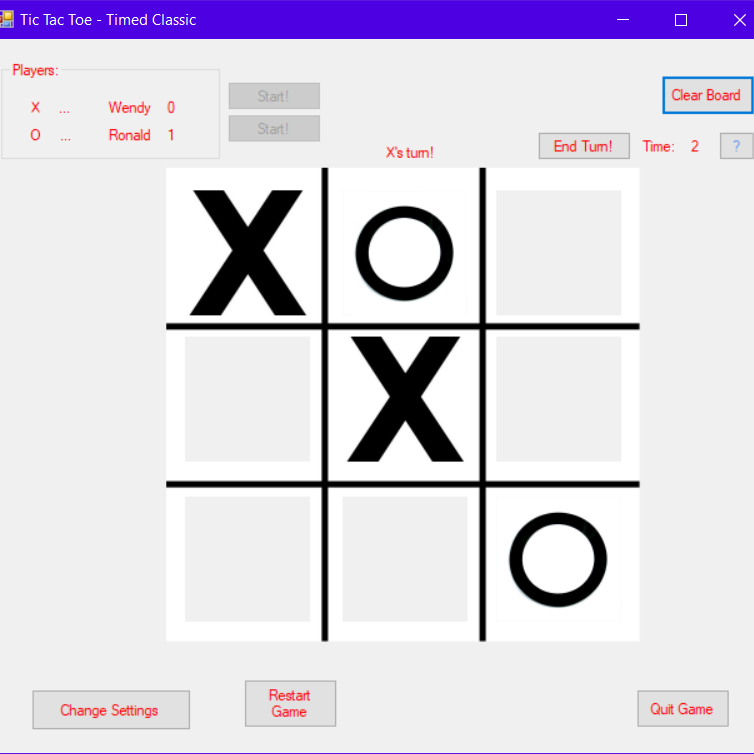 Tic Tac Toe - Timed Classic
Players:
X ... Wendy 0
O ... Ronald 1
Start!
Start!
Clear Board
X's turn!
End Turn!
Time: 2
?
X O
X
O
Change Settings
Restart
Game
Quit Game